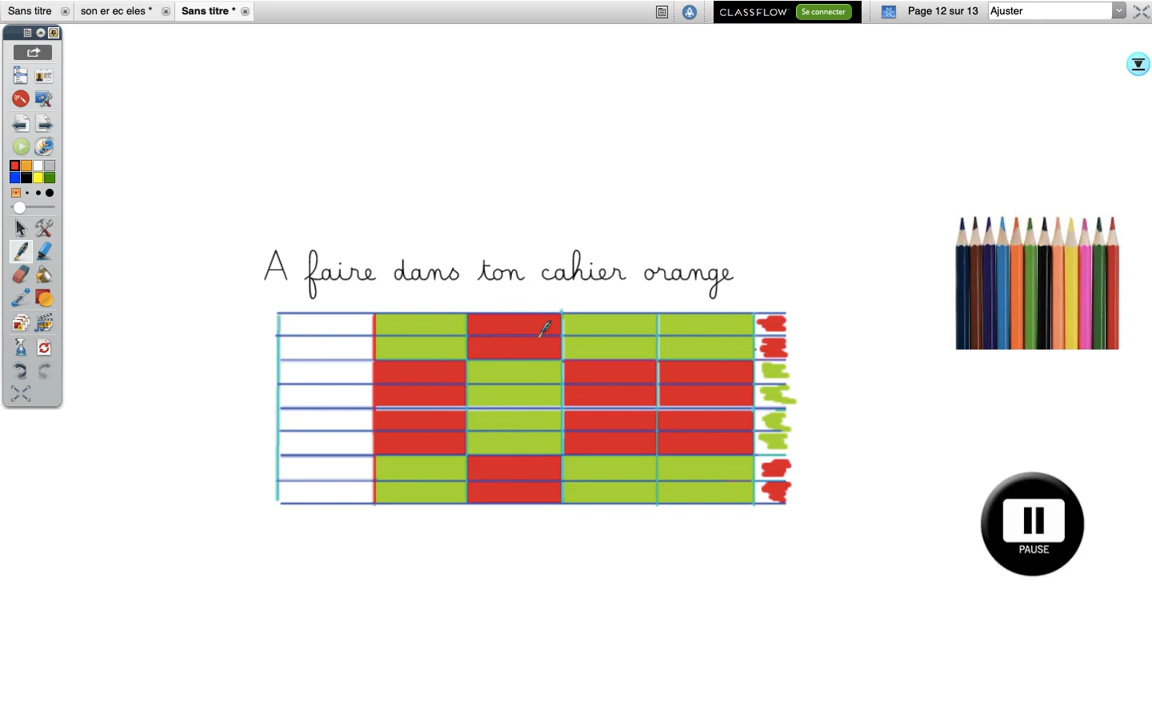 Sans titre
son er ec eles *
Sans titre *
CLASSFLOW
Se connecter
Page 12 sur 13
Ajuster
A faire dans ton cahier orange
PAUSE